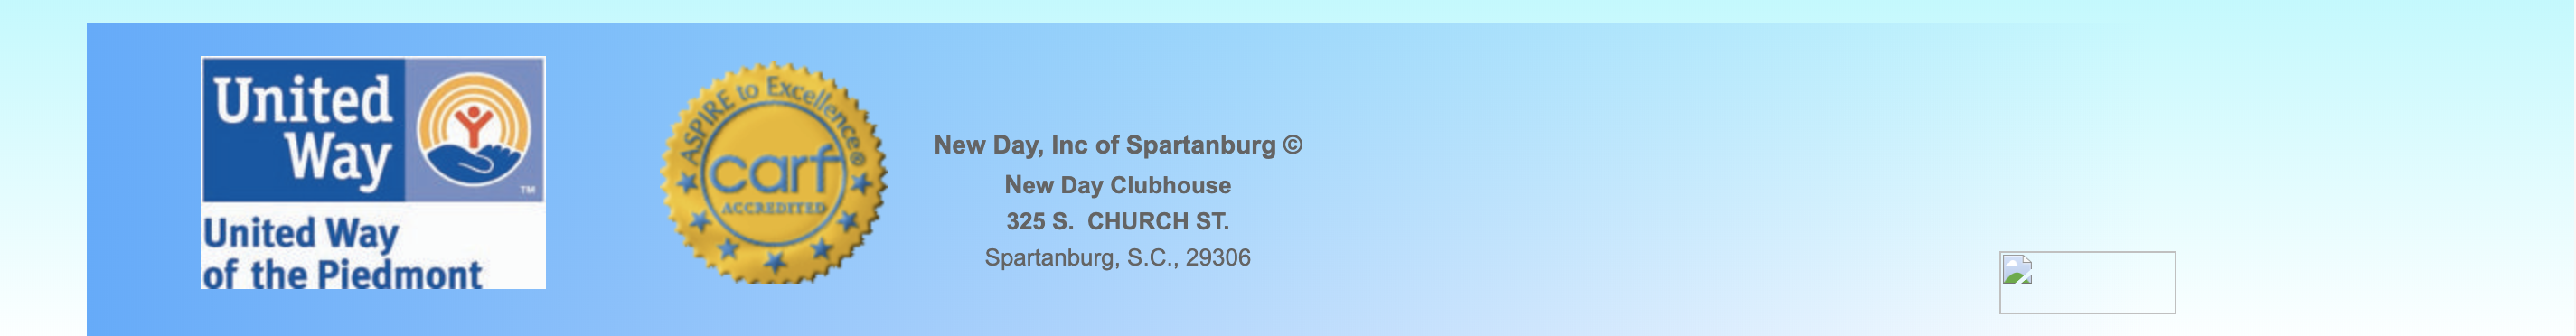 United
Way
TM
United Way
of the Piedmont
ASPIRE to Excellence®
carf
ACCREDITED
New Day, Inc of Spartanburg ©
New Day Clubhouse
325 S.  CHURCH ST.
Spartanburg, S.C., 29306